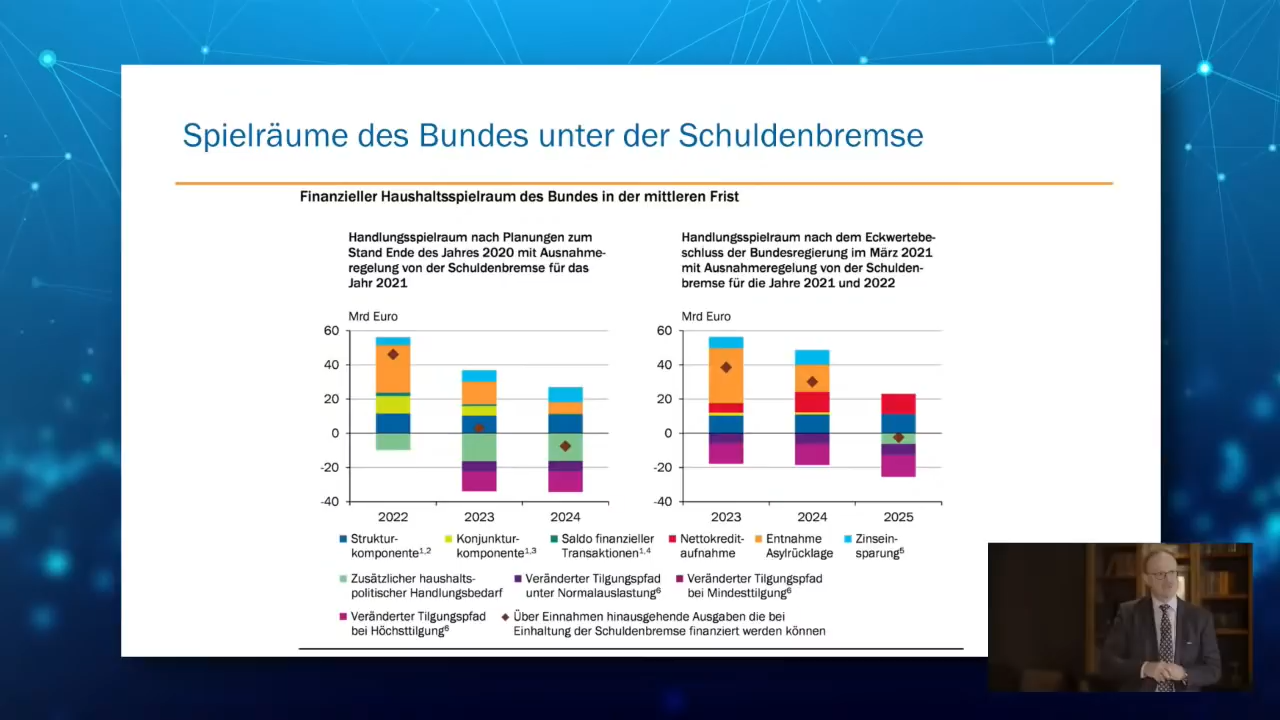 Spielräume des Bundes unter der Schuldenbremse
Finanzieller Haushaltsspielraum des Bundes in der mittleren Frist
Handlungsspielraum nach Planungen zum
Stand Ende des Jahres 2020 mit Ausnahme-
regelung von der Schuldenbremse für das
Jahr 2021
Mrd Euro
60
40
20
0
-20
-40
2022 2023 2024
Handlungsspielraum nach dem Eckwertebe-
schluss der Bundesregierung im März 2021
mit Ausnahmeregelung von der Schulden-
bremse für die Jahre 2021 und 2022
Mrd Euro
60
40
20
0
-20
-40
2023 2024 2025
Struktur-
komponente1,2
Konjunktur-
komponente1,3
Saldo finanzieller
Transaktionen1,4
Nettokredit-
aufnahme
Entnahme
Asylrücklage
Zinsein-
sparung5
Zusätzlicher haushalts-
politischer Handlungsbedarf
Veränderter Tilgungspfad
unter Normalauslastung6
Veränderter Tilgungspfad
bei Mindesttilgung6
Veränderter Tilgungspfad
bei Höchsttilgung6
Über Einnahmen hinausgehende Ausgaben die bei
Einhaltung der Schuldenbremse finanziert werden können